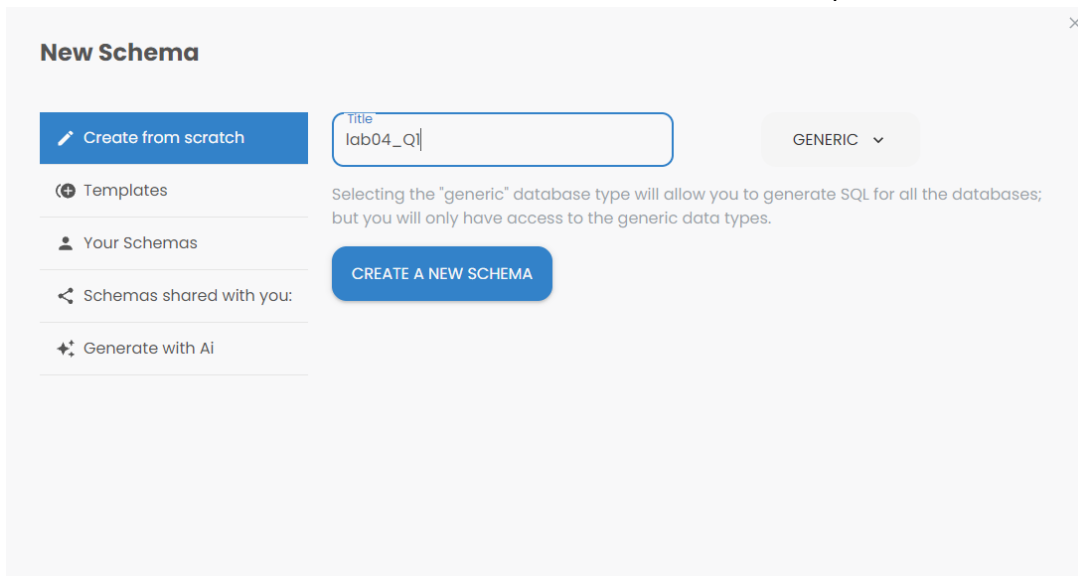 New Schema
Create from scratch
Templates
Your Schemas
Schemas shared with you:
Generate with Ai
Title
lab04_Q1
GENERIC
Selecting the "generic" database type will allow you to generate SQL for all the databases;
but you will only have access to the generic data types.
CREATE A NEW SCHEMA